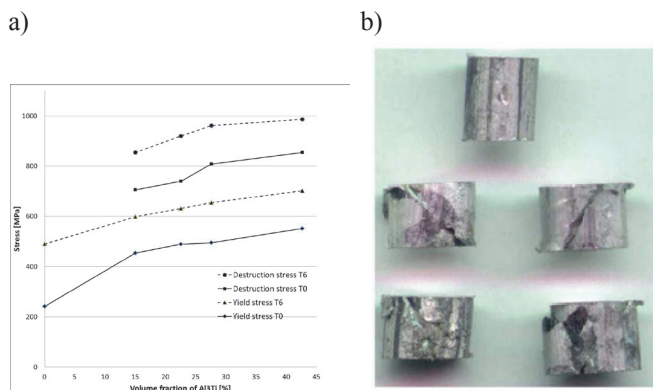 a)
b)
1000
800
600
400
200
0
Stress [MPa]
Destruction stress T6
Destruction stress T0
Yield stress T6
Yield stress T0
0 5 10 15 20 25 30 35 40 45
Volume fraction of Al3Ti [%]